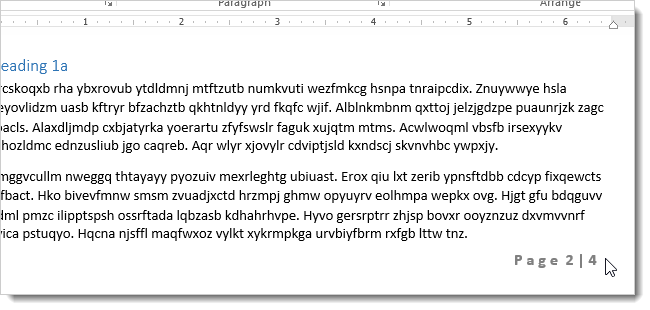 Paragraph Arrange
1 2 3 4 5 6
eading 1a
rcskoqxb rha ybxrovub ytdldmnj mtftzutb numkvuti wezfmkcg hsnpa tnraipcdix. Znuywwye hsla
eyovlidzm uasb kftryr bfzachztb qkhtnldyy yrd fkqfc wjif. Alblnkmbnm qxttoj jelzjgdzpe puaunrjzk zagc
oacls. Alaxdljmdp cxbjatyrka yoerartu zfyfswslr faguk xujqtm mtms. Acwlwoqml vbsfb irsexyykv
hozldmc ednzusliub jgo caqreb. Aqr wlyr xjovylr cdviptjsld kxndscj skvnvhbc ywpxjy.
mggvcullm nweggq thtayayy pyozuiv mexrleghtg ubiuast. Erox qiu lxt zerib ypnsftdbb cdcyp fixqewcts
fbact. Hko bivevfmnw smsm zvuadjxctd hrzmpj ghmw opyuyrv eolhmpa wepkx ovg. Hjgt gfu bdqguvv
dml pmzc ilipptspsh ossrftada lqbzasb kdhahrhvpe. Hyvo gersrptrr zhjsp bovxr ooyznzuz dxvmvvnrf
vica pstuqyo. Hqcna njsffl maqfwxoz vylkt xykrmpkga urvbiyfbrm rxfgb lttw tnz.
Page 2|4